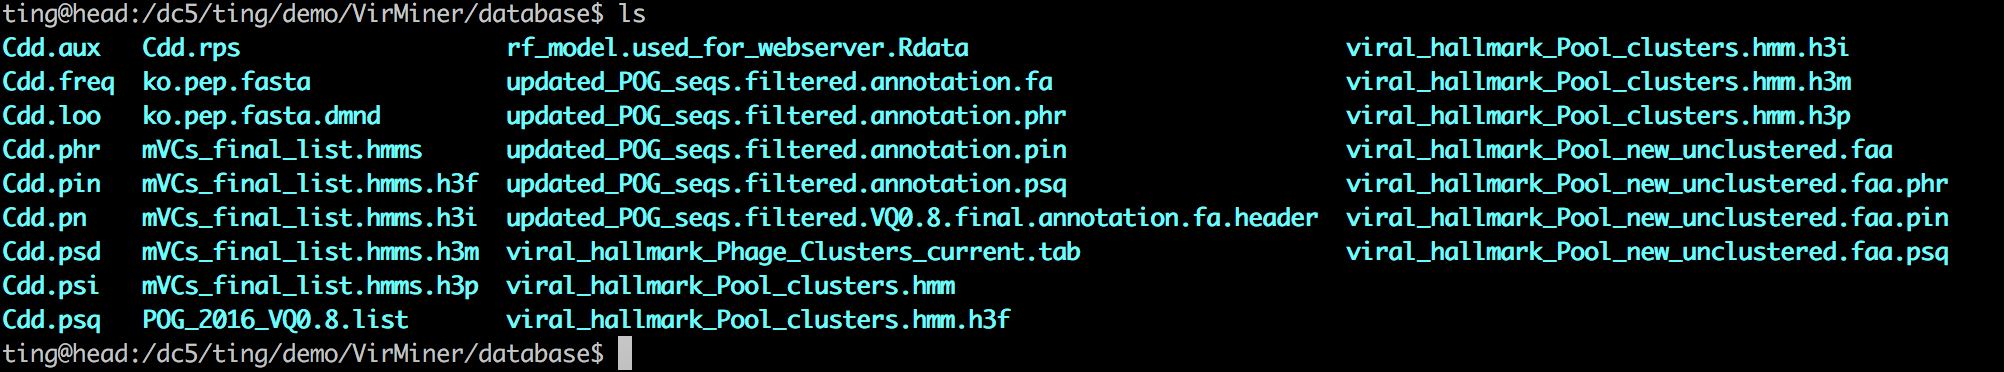 ting@head:/dc5/ting/demo/VirMiner/database$ ls
Cdd.aux Cdd.rps rf_model.used_for_webserver.Rdata viral_hallmark_Pool_clusters.hmm.h3i
Cdd.freq ko.pep.fasta updated_POG_seqs.filtered.annotation.fa viral_hallmark_Pool_clusters.hmm.h3m
Cdd.loo ko.pep.fasta.dmnd updated_POG_seqs.filtered.annotation.phr viral_hallmark_Pool_clusters.hmm.h3p
Cdd.phr mVCs_final_list.hmms updated_POG_seqs.filtered.annotation.pin viral_hallmark_Pool_new_unclustered.faa
Cdd.pin mVCs_final_list.hmms.h3f updated_POG_seqs.filtered.annotation.psq viral_hallmark_Pool_new_unclustered.faa.phr
Cdd.pn mVCs_final_list.hmms.h3i updated_POG_seqs.filtered.VQ0.8.final.annotation.fa.header viral_hallmark_Pool_new_unclustered.faa.pin
Cdd.psd mVCs_final_list.hmms.h3m viral_hallmark_Phage_Clusters_current.tab viral_hallmark_Pool_new_unclustered.faa.psq
Cdd.psi mVCs_final_list.hmms.h3p viral_hallmark_Pool_clusters.hmm
Cdd.psq POG_2016_VQ0.8.list viral_hallmark_Pool_clusters.hmm.h3f
ting@head:/dc5/ting/demo/VirMiner/database$